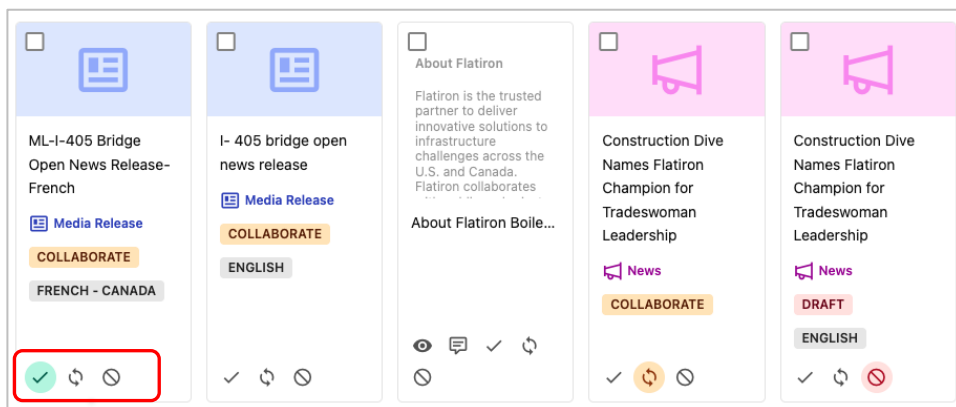 ML-I-405 Bridge
Open News Release-
French
Media Release
COLLABORATE
FRENCH - CANADA
I- 405 bridge open
news release
Media Release
COLLABORATE
ENGLISH
About Flatiron
Flatiron is the trusted
partner to deliver
innovative solutions to
infrastructure
challenges across the
U.S. and Canada.
Flatiron collaborates
About Flatiron Boile...
Construction Dive
Names Flatiron
Champion for
Tradeswoman
Leadership
News
COLLABORATE
Construction Dive
Names Flatiron
Champion for
Tradeswoman
Leadership
News
DRAFT
ENGLISH